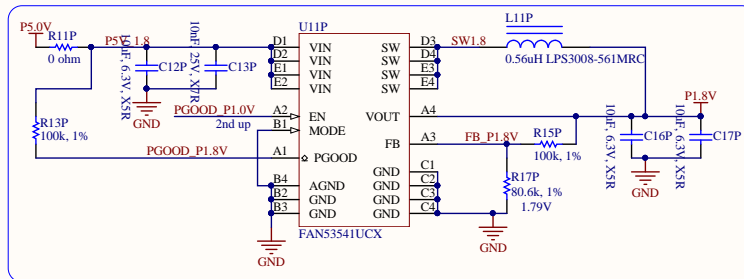 P5.0V
R11P
0 ohm
P5V_1.8
10uF, 6.3V, X5R
C12P
10nF, 25V, X7R
C13P
GND
R13P
100k, 1%
PGOOD_P1.0V
2nd up
PGOOD_P1.8V
U11P
D1 VIN SW D3
D2 VIN SW D4
E1 VIN SW E3
E2 VIN SW E4
A2 EN VOUT A4
B1 MODE
FB A3
A1 PGOOD
GND C1
B4 AGND GND C2
B2 GND GND C3
B3 GND GND C4
FAN53541UCX
GND
SW1.8
L11P
0.56uH LPS3008-561MRC
FB_P1.8V
R15P
100k, 1%
R17P
80.6k, 1%
1.79V
GND
10uF, 6.3V, X5R
C16P
10uF, 6.3V, X5R
C17P
P1.8V
GND